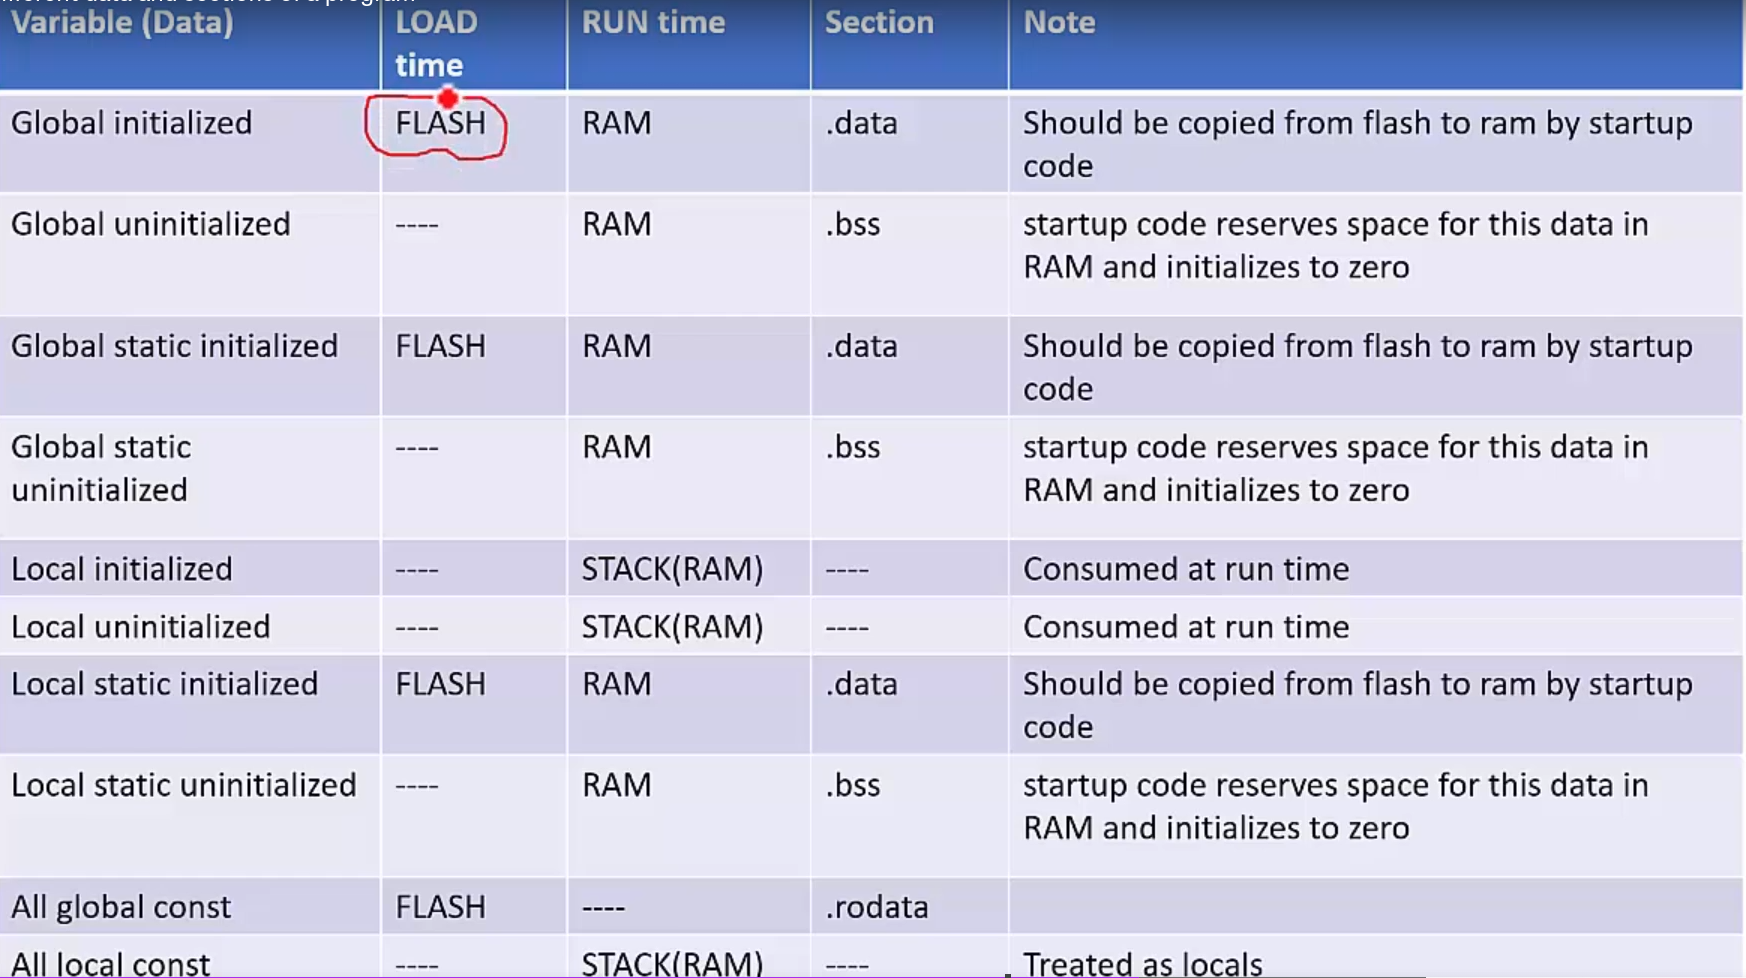 data and sections of a program
Variable (Data) LOAD time RUN time Section Note
Global initialized FLASH RAM .data Should be copied from flash to ram by startup code
Global uninitialized ---- RAM .bss startup code reserves space for this data in RAM and initializes to zero
Global static initialized FLASH RAM .data Should be copied from flash to ram by startup code
Global static uninitialized ---- RAM .bss startup code reserves space for this data in RAM and initializes to zero
Local initialized ---- STACK(RAM) ---- Consumed at run time
Local uninitialized ---- STACK(RAM) ---- Consumed at run time
Local static initialized FLASH RAM .data Should be copied from flash to ram by startup code
Local static uninitialized ---- RAM .bss startup code reserves space for this data in RAM and initializes to zero
All global const FLASH ---- .rodata
All local const ---- STACK(RAM) ---- Treated as locals